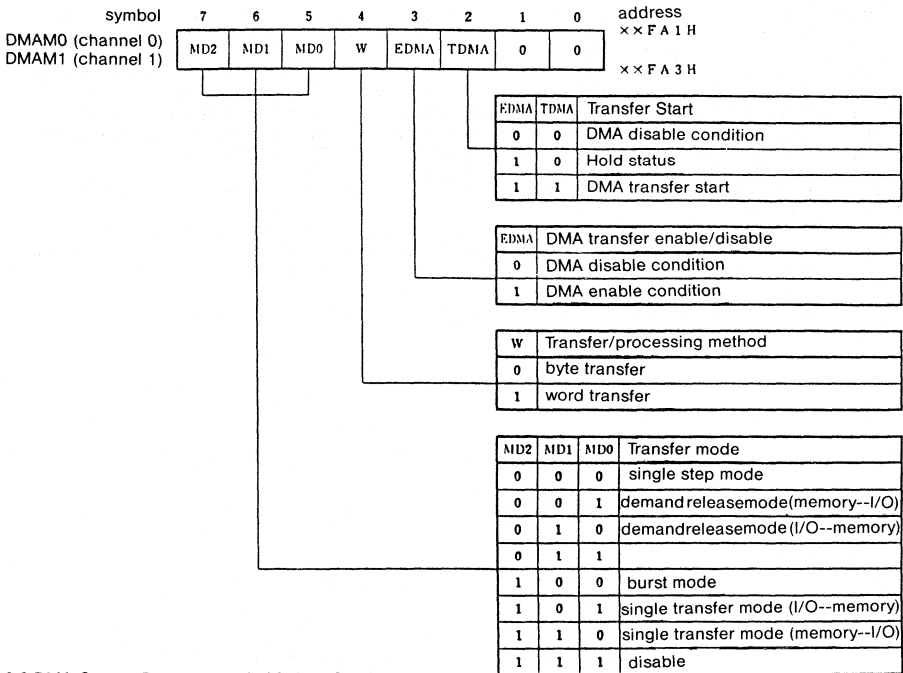 symbol 7 6 5 4 3 2 1 0 address
××FA1H
DMAM0 (channel 0)
DMAM1 (channel 1)
MD2 MD1 MD0 W EDMA TDMA 0 0
××FA3H
EDMA TDMA Transfer Start
0 0 DMA disable condition
1 0 Hold status
1 1 DMA transfer start
EDMA DMA transfer enable/disable
0 DMA disable condition
1 DMA enable condition
W Transfer/processing method
0 byte transfer
1 word transfer
MD2 MD1 MD0 Transfer mode
0 0 0 single step mode
0 0 1 demand releasemode(memory--I/O)
0 1 0 demandreleasemode (I/O--memory)
0 1 1
1 0 0 burst mode
1 0 1 single transfer mode (I/O--memory)
1 1 0 single transfer mode (memory--I/O)
1 1 1 disable